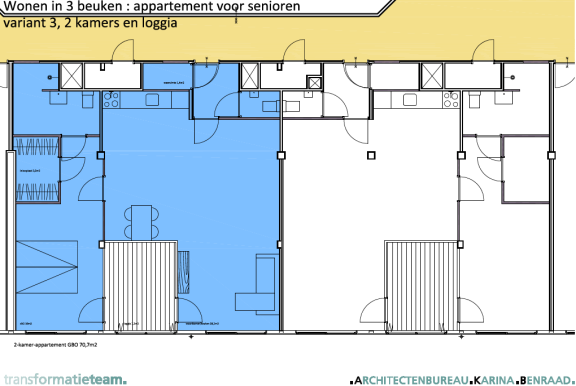 Wonen in 3 beuken : appartement voor senioren
variant 3, 2 kamers en loggia
2-kamer-appartement GBO 70,7m2
transformatieteam.
.ARCHITECTENBUREAU.KARINA.BENRAAD.